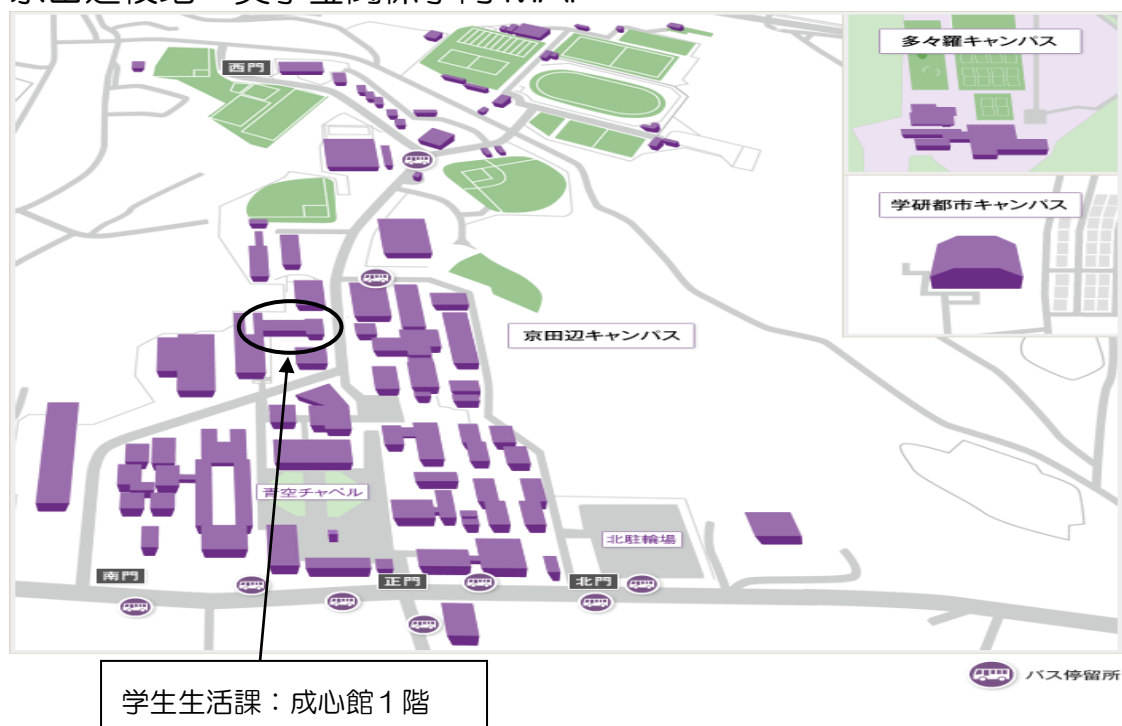 西門
多々羅キャンパス
学研都市キャンパス
京田辺キャンパス
青空チャペル
北駐輪場
南門
正門
北門
バス停留所
学生生活課：成心館１階